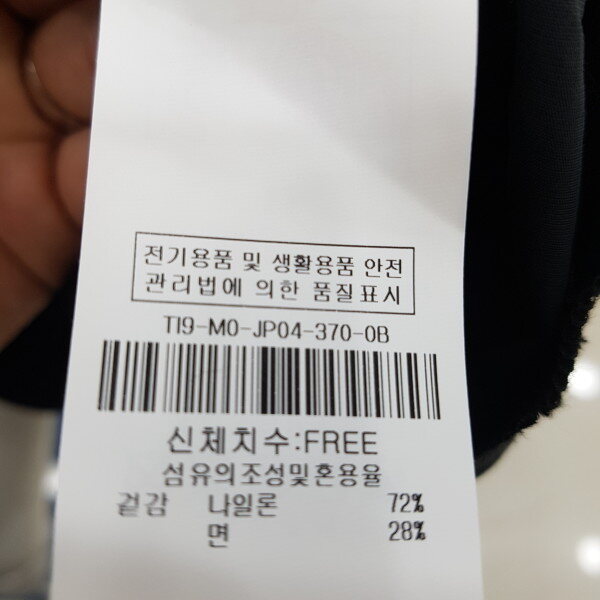 전기용품 및 생활용품 안전
관리법에 의한 품질표시
TI9-M0-JP04-370-0B
신체치수:FREE
섬유의조성및혼용율
겉감 나일론 72%
면 28%